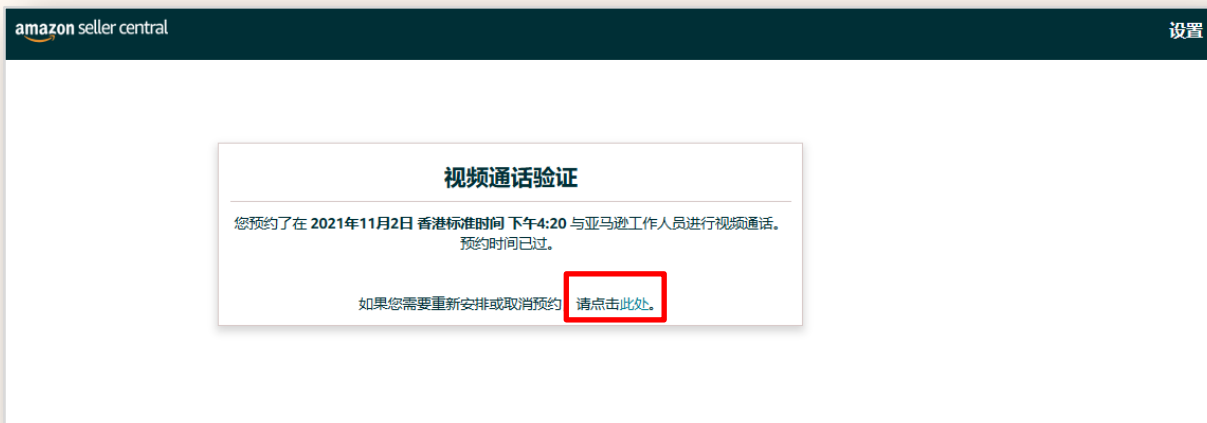 amazon seller central
设置
视频通话验证
您预约了在 2021年11月2日 香港标准时间 下午4:20 与亚马逊工作人员进行视频通话。
预约时间已过。
如果您需要重新安排或取消预约 请点击此处。